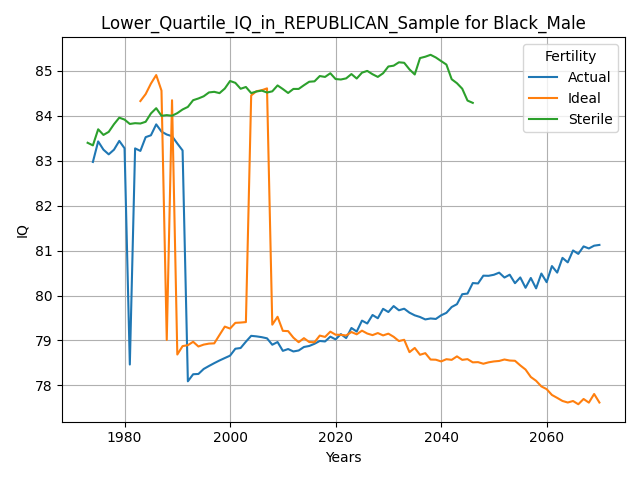 Lower_Quartile_IQ_in_REPUBLICAN_Sample for Black_Male
Fertility
Actual
Ideal
Sterile
85
84
83
82
81
80
79
78
IQ
1980
2000
2020
2040
2060
Years